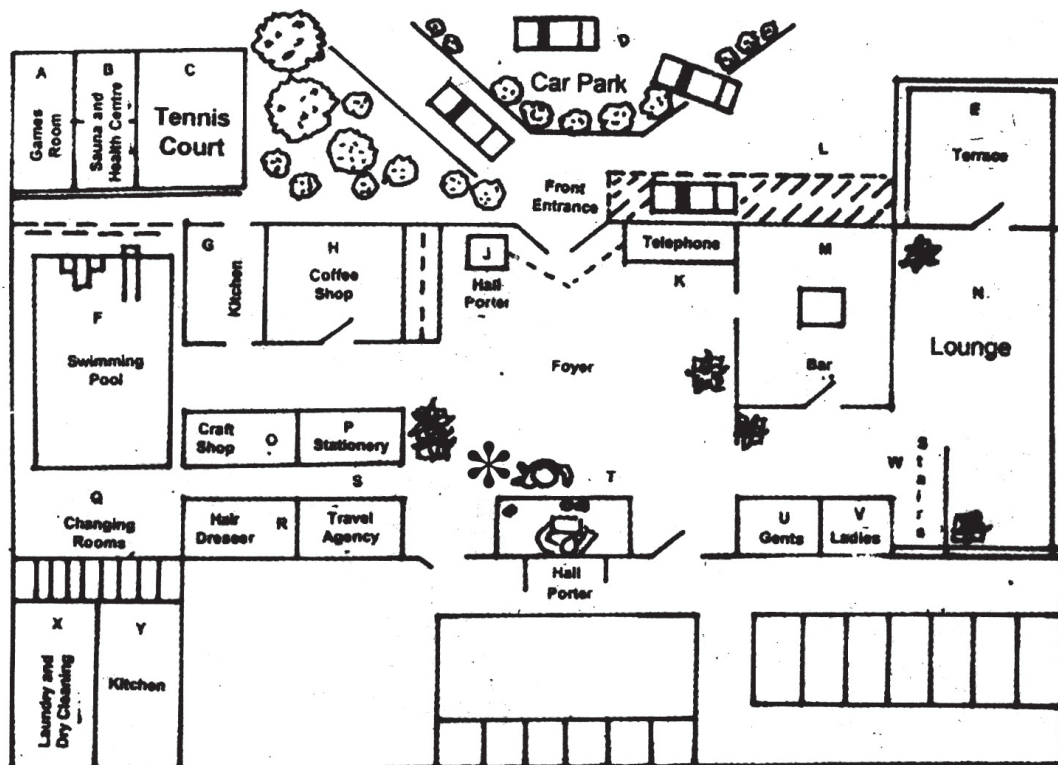 A
Games
Room
B
Sauna and
Health Centre
C
Tennis
Court
D
Car Park
E
Terrace
L
Front
Entrance
G
Kitchen
H
Coffee
Shop
J
Hall
Porter
Telephone
K
M
Bar
N
Lounge
F
Swimming
Pool
Foyer
Craft
Shop
O
P
Stationery
Q
Changing
Rooms
S
Hair
Dresser
R
Travel
Agency
T
Hall
Porter
U
Gents
V
Ladies
W
Stairs
X
Laundry and
Dry Cleaning
Y
Kitchen